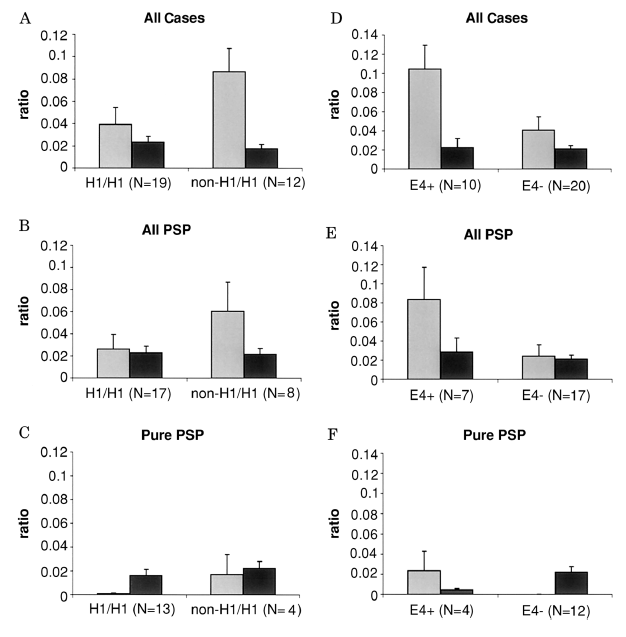 A
All Cases
0.12
0.1
0.08
0.06
0.04
0.02
0
ratio
H1/H1 (N=19) non-H1/H1 (N=12)
B
All PSP
0.12
0.1
0.08
0.06
0.04
0.02
0
ratio
H1/H1 (N=17) non-H1/H1 (N=8)
C
Pure PSP
0.12
0.1
0.08
0.06
0.04
0.02
0
ratio
H1/H1 (N=13) non-H1/H1 (N= 4)
D
All Cases
0.14
0.12
0.1
0.08
0.06
0.04
0.02
0
ratio
E4+ (N=10) E4- (N=20)
E
All PSP
0.14
0.12
0.1
0.08
0.06
0.04
0.02
0
ratio
E4+ (N=7) E4- (N=17)
F
Pure PSP
0.14
0.12
0.1
0.08
0.06
0.04
0.02
0
ratio
E4+ (N=4) E4- (N=12)